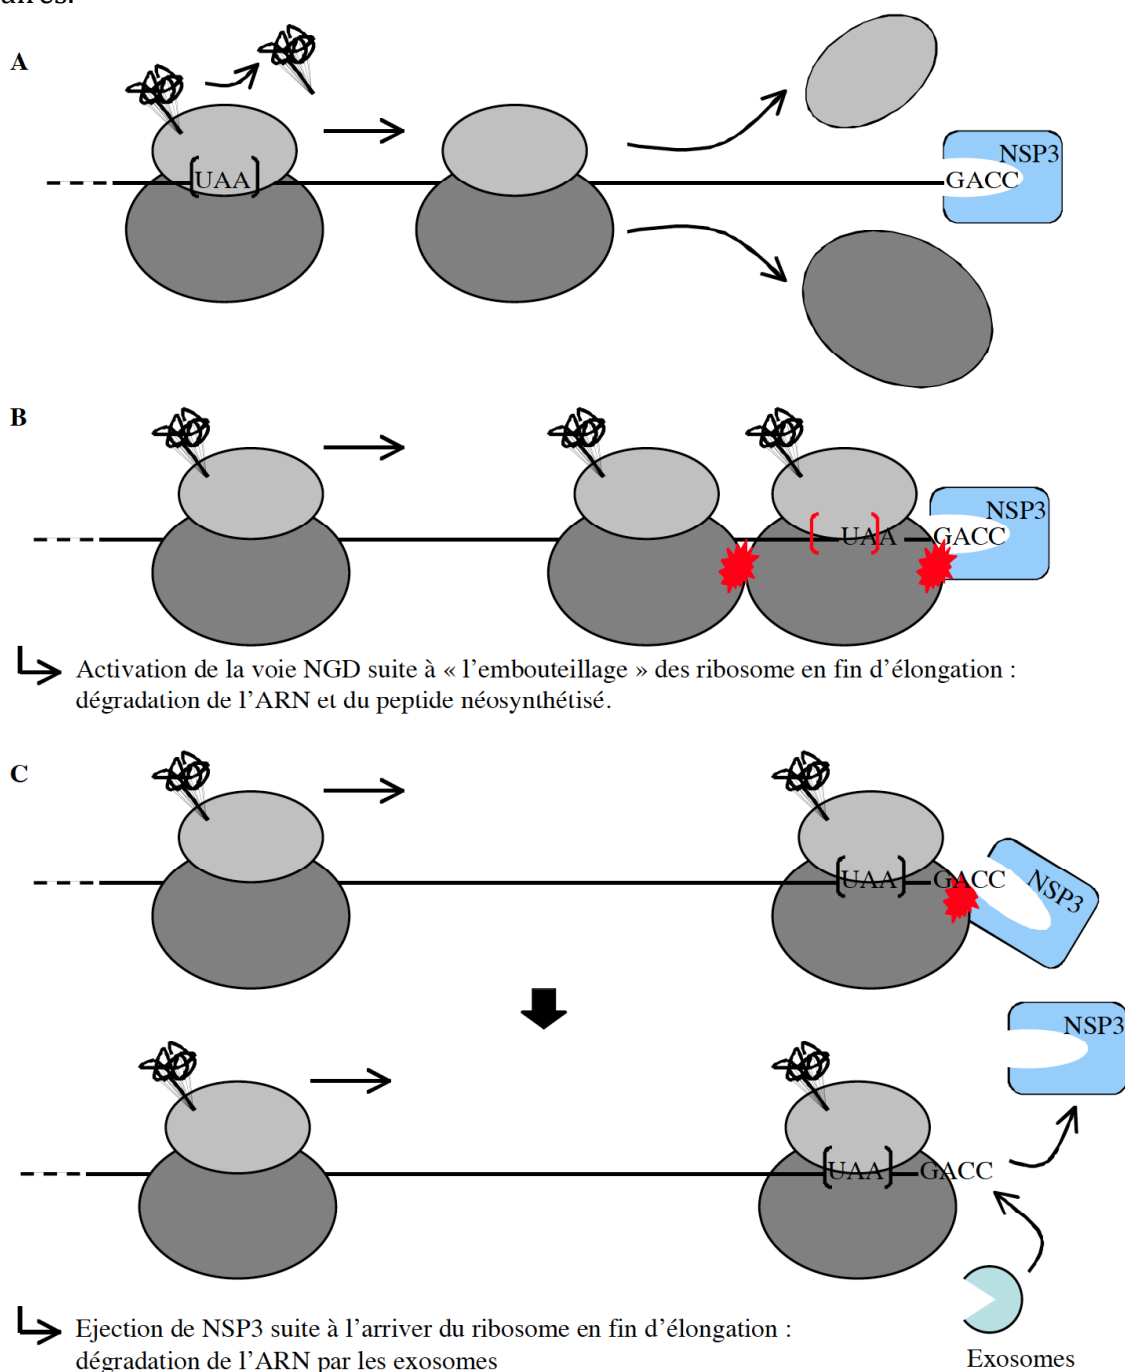 aires.
A
UAA
NSP3
GACC
B
NSP3
UAA
GACC
Activation de la voie NGD suite à « l'embouteillage » des ribosome en fin d'élongation :
dégradation de l'ARN et du peptide néosynthétisé.
C
UAA
GACC
NSP3
NSP3
UAA
GACC
Ejection de NSP3 suite à l'arriver du ribosome en fin d'élongation :
dégradation de l'ARN par les exosomes
Exosomes